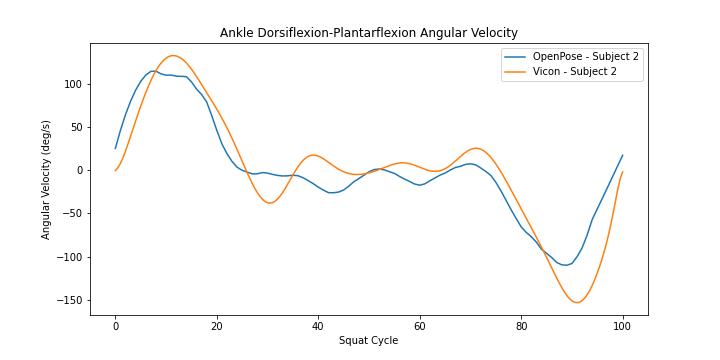 Ankle Dorsiflexion-Plantarflexion Angular Velocity
OpenPose - Subject 2
Vicon - Subject 2
Angular Velocity (deg/s)
100
50
0
−50
−100
−150
0 20 40 60 80 100
Squat Cycle